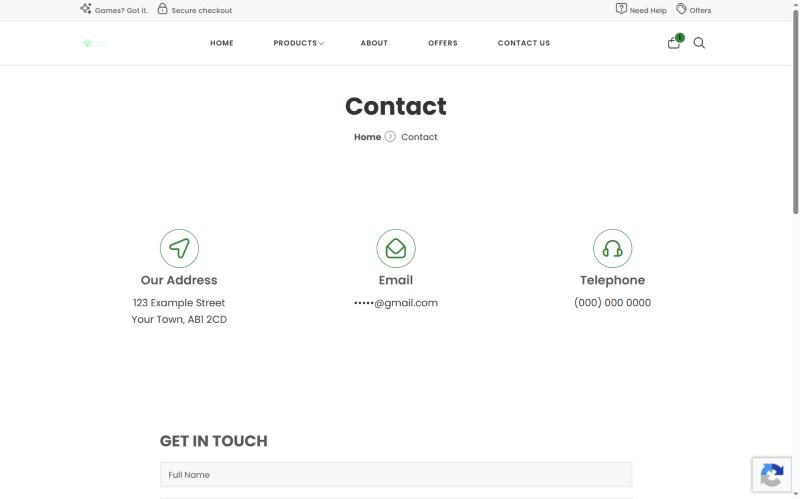 Games? Got it. Secure checkout Need Help Offers
HOME PRODUCTS ABOUT OFFERS CONTACT US
Contact
Home Contact
Our Address Email Telephone
123 Example Street •••••@gmail.com (000) 000 0000
Your Town, AB1 2CD
GET IN TOUCH
Full Name